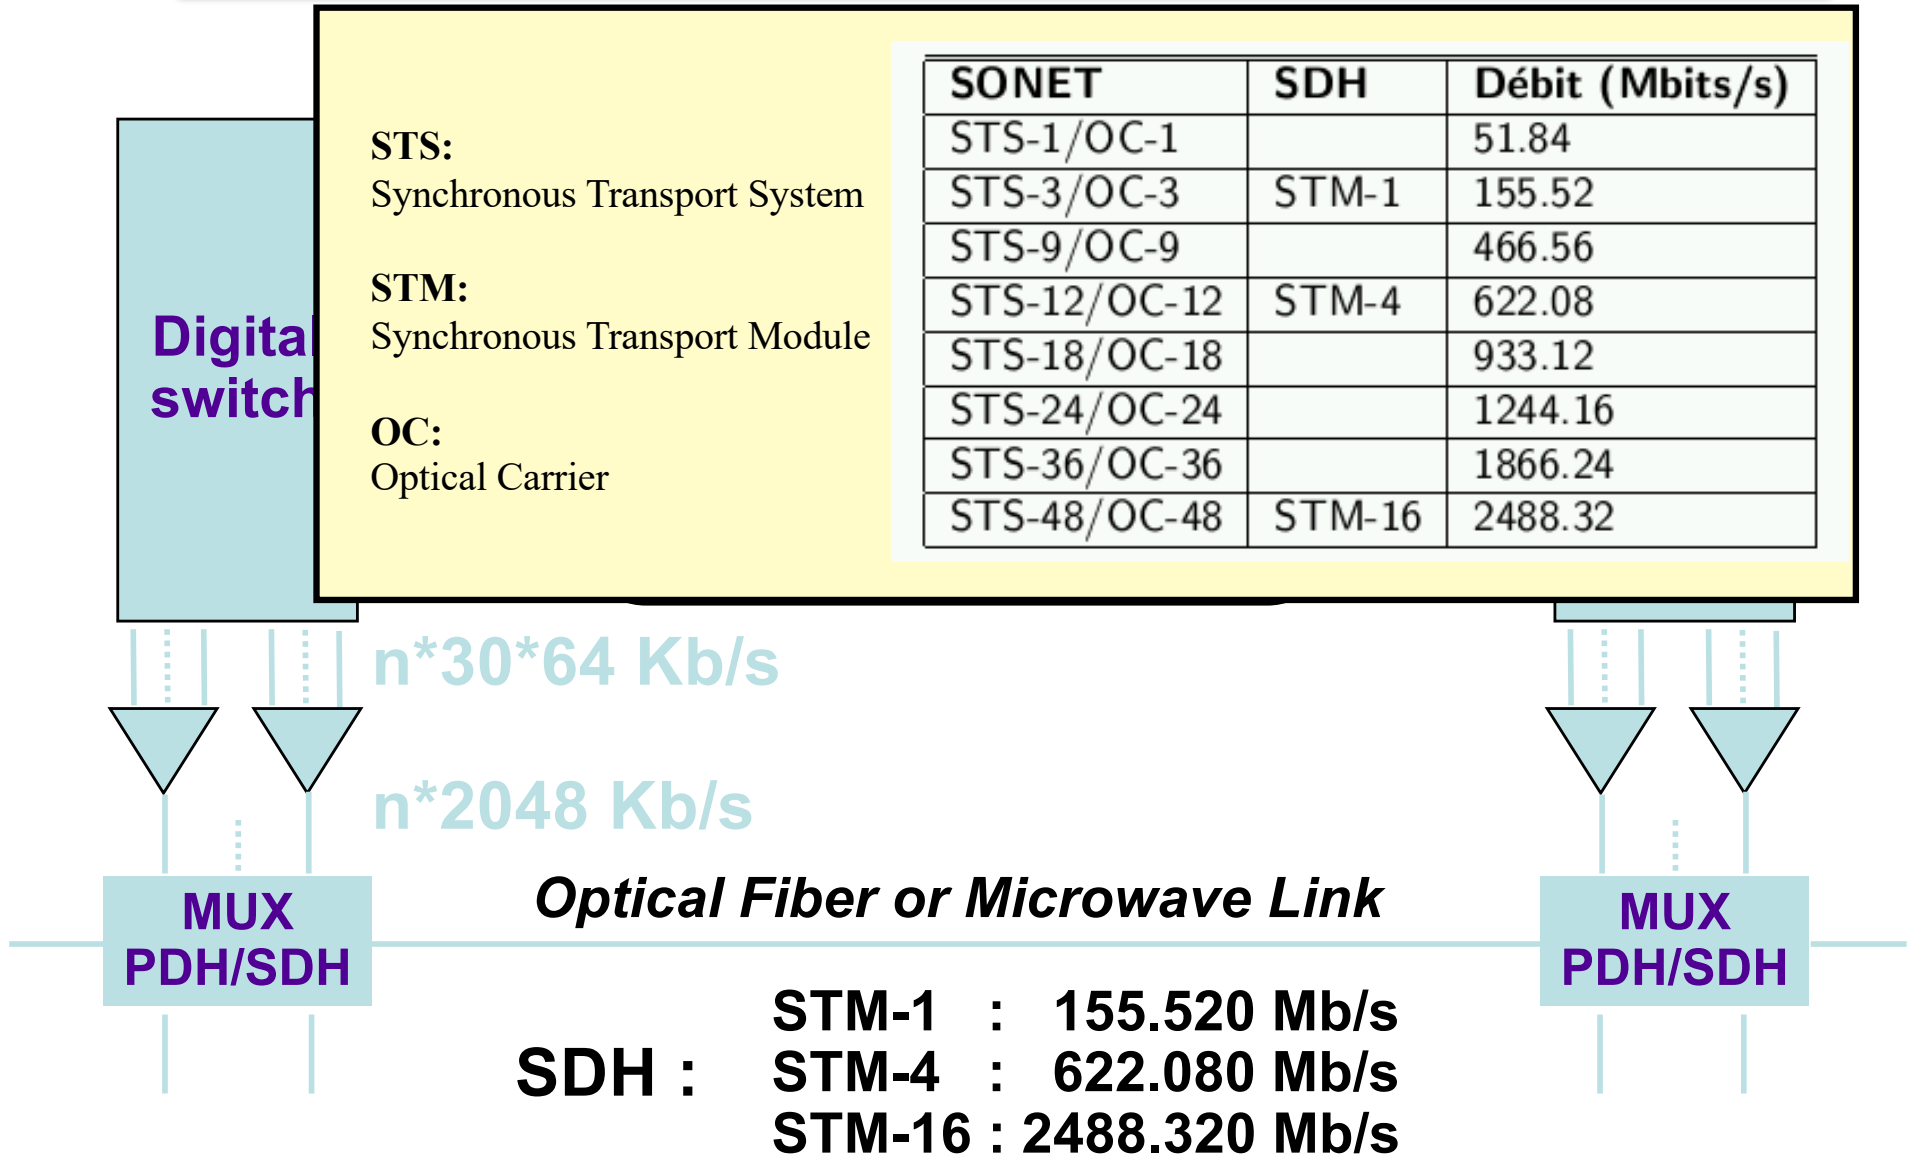 STS:
Synchronous Transport System
STM:
Synchronous Transport Module
OC:
Optical Carrier
SONET SDH Débit (Mbits/s)
STS-1/OC-1 51.84
STS-3/OC-3 STM-1 155.52
STS-9/OC-9 466.56
STS-12/OC-12 STM-4 622.08
STS-18/OC-18 933.12
STS-24/OC-24 1244.16
STS-36/OC-36 1866.24
STS-48/OC-48 STM-16 2488.32
Digital
switch
n*30*64 Kb/s
n*2048 Kb/s
Optical Fiber or Microwave Link
MUX
PDH/SDH
MUX
PDH/SDH
SDH :
STM-1 : 155.520 Mb/s
STM-4 : 622.080 Mb/s
STM-16 : 2488.320 Mb/s